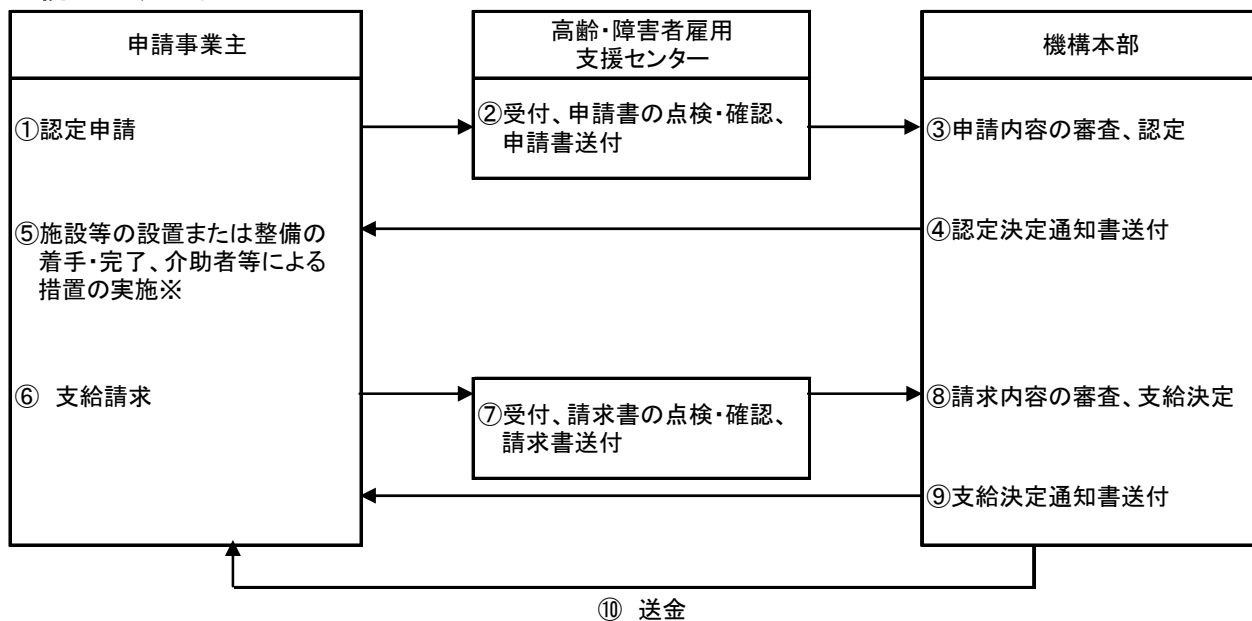 申請事業主
高齢・障害者雇用
支援センター
機構本部
①認定申請
②受付、申請書の点検・確認、
申請書送付
③申請内容の審査、認定
④認定決定通知書送付
⑤施設等の設置または整備の
着手・完了、介助者等による
措置の実施※
⑥ 支給請求
⑦受付、請求書の点検・確認、
請求書送付
⑧請求内容の審査、支給決定
⑨支給決定通知書送付
⑩ 送金